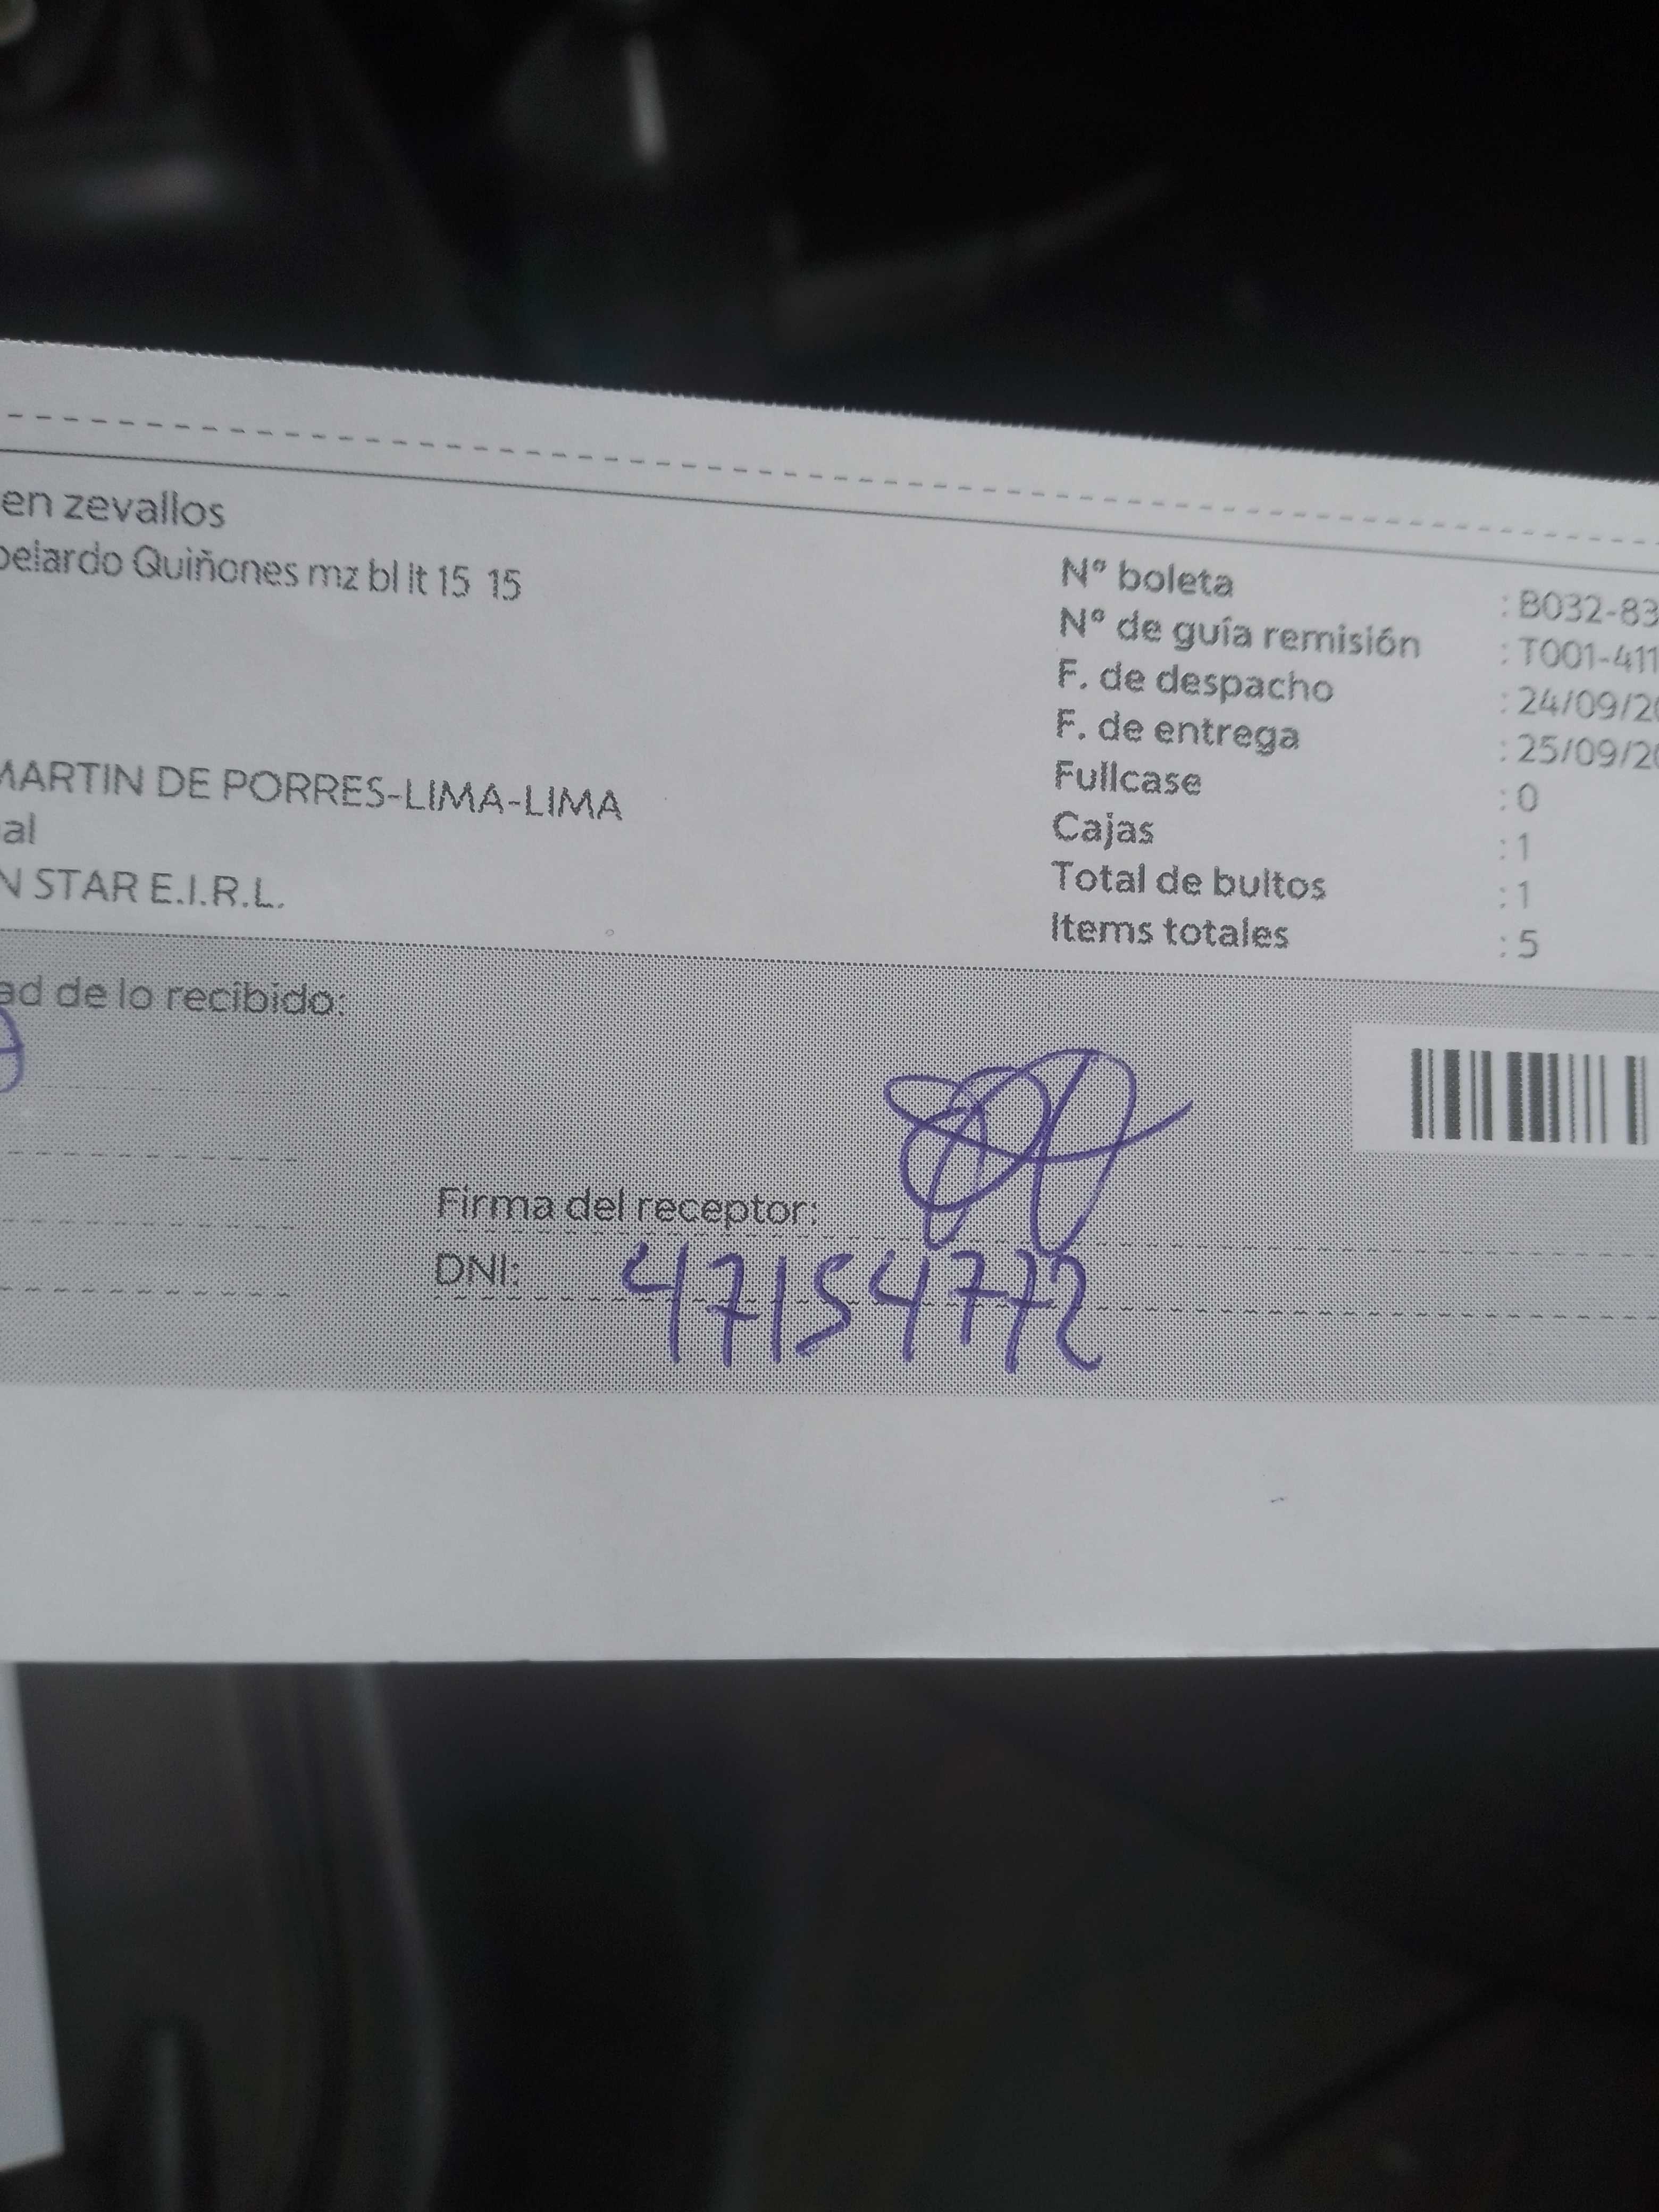 en zevallos
belardo Quiñones mz bl lt 15 15
MARTIN DE PORRES-LIMA-LIMA
al
N STAR E.I.R.L.
Nº boleta : B032-83
Nº de guía remisión : T001-411
F. de despacho : 24/09/20
F. de entrega : 25/09/20
Fullcase : 0
Cajas : 1
Total de bultos : 1
Items totales : 5
ad de lo recibido:
Firma del receptor:
DNI: 47154772